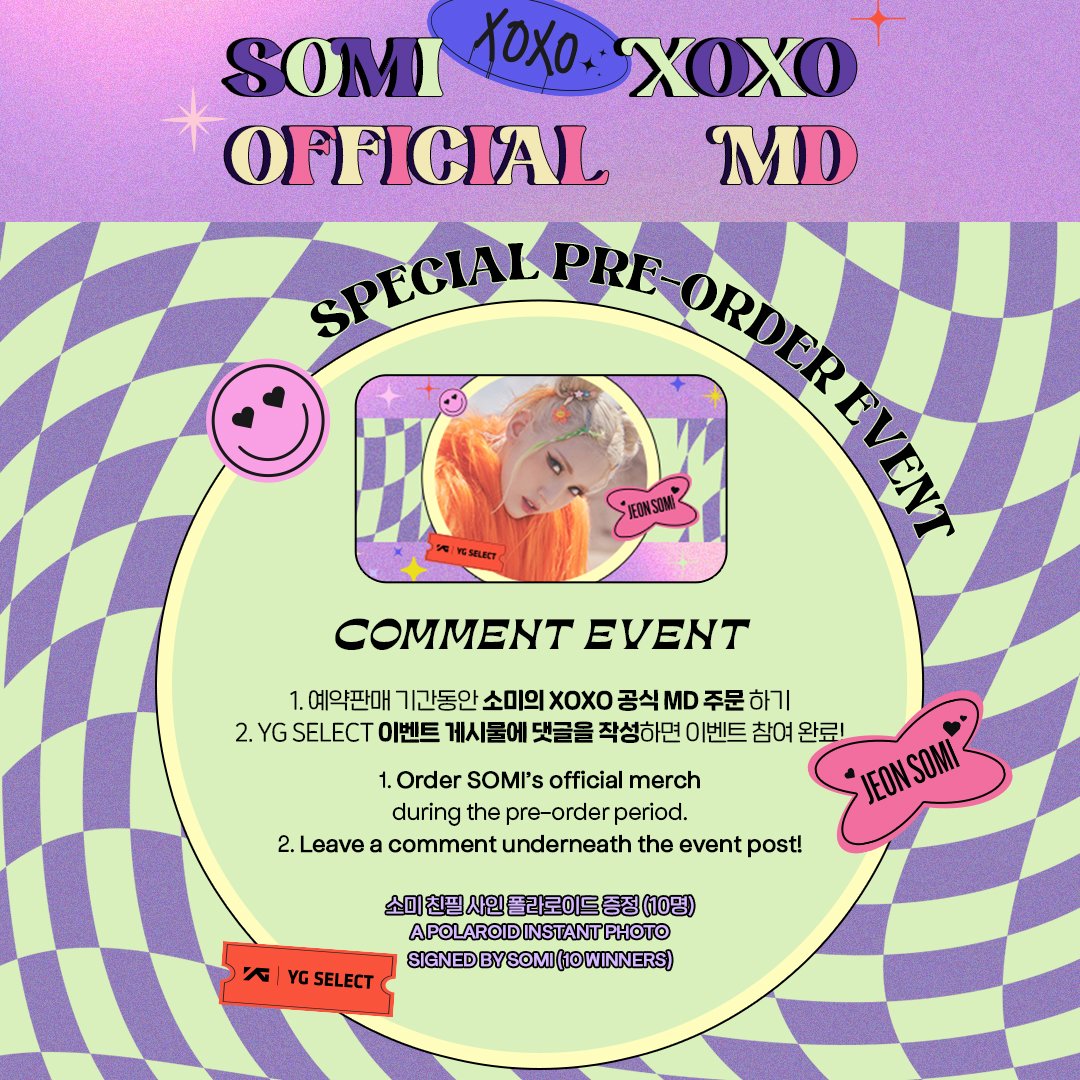 SOMI XOXO XOXO
OFFICIAL MD
SPECIAL PRE-ORDER EVENT
JEON SOMI
YG | YG SELECT
COMMENT EVENT
1. 예약판매 기간동안 소미의 XOXO 공식 MD 주문 하기
2. YG SELECT 이벤트 게시물에 댓글을 작성하면 이벤트 참여 완료!
JEON SOMI
1. Order SOMI's official merch
during the pre-order period.
2. Leave a comment underneath the event post!
소미 친필 사인 폴라로이드 증정 (10명)
A POLAROID INSTANT PHOTO
SIGNED BY SOMI (10 WINNERS)
YG | YG SELECT